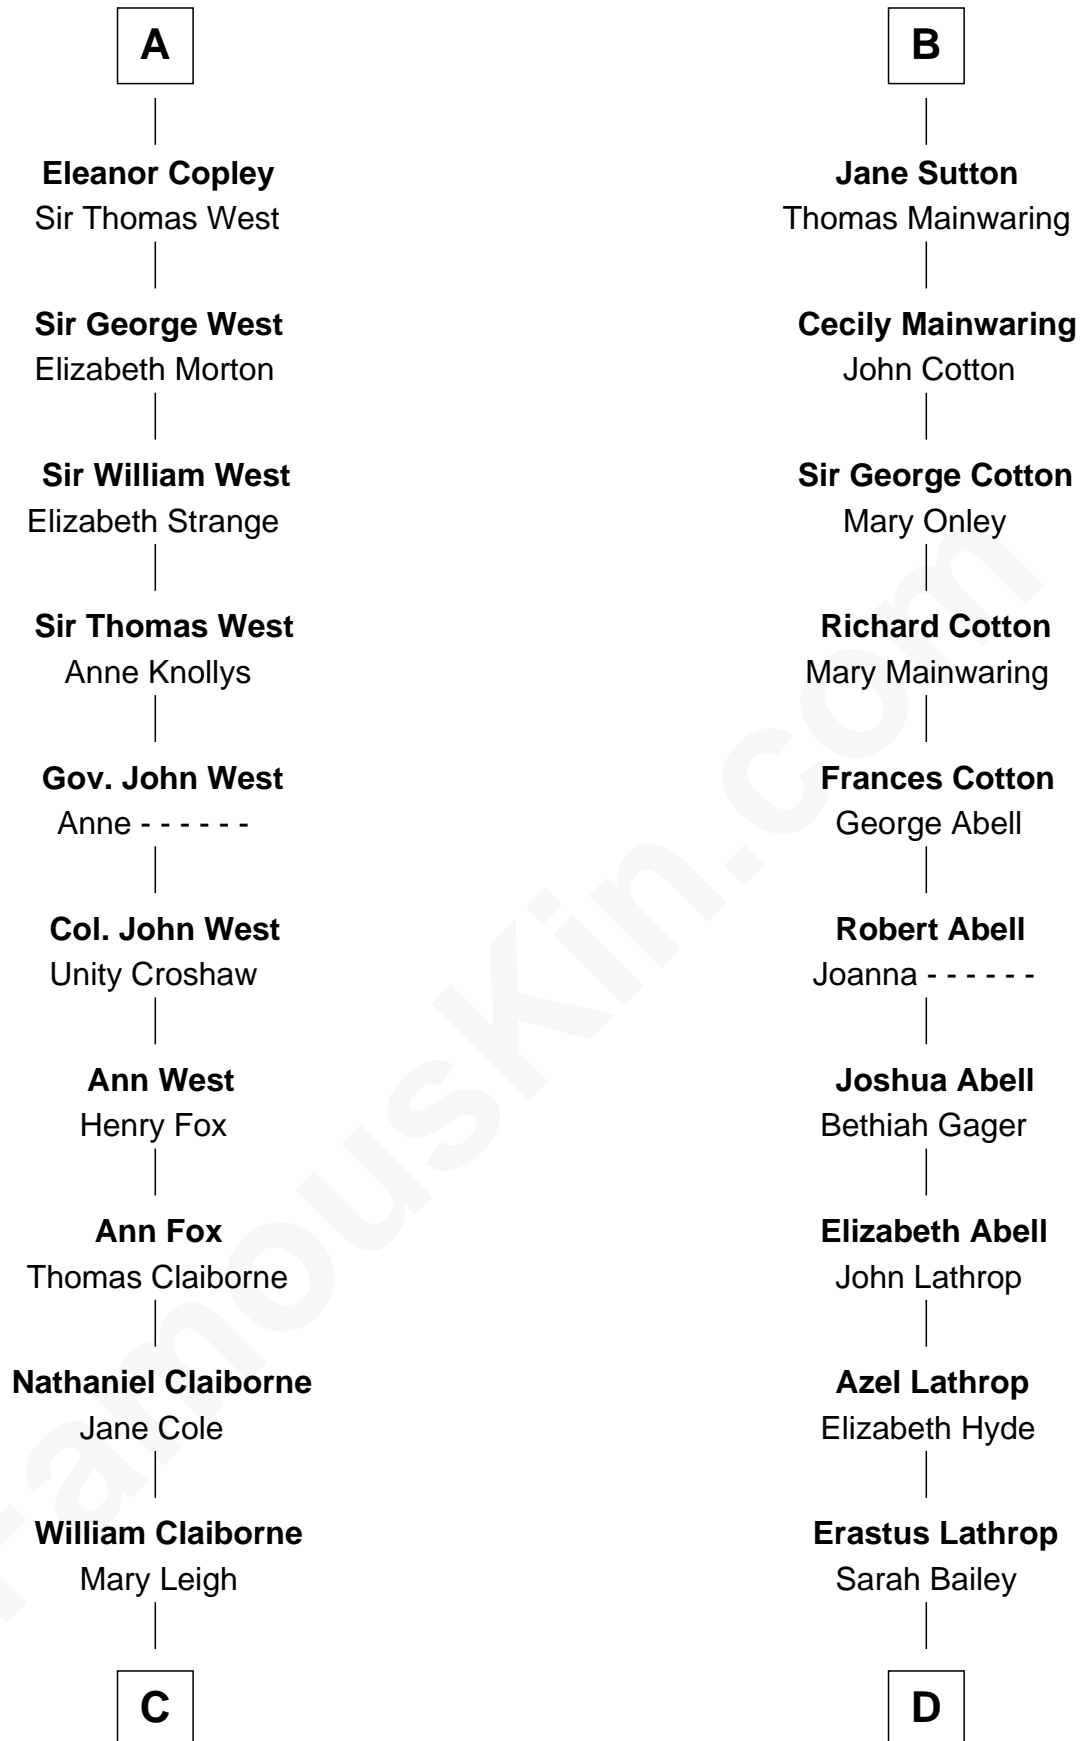 A
Eleanor Copley
Sir Thomas West
Sir George West
Elizabeth Morton
Sir William West
Elizabeth Strange
Sir Thomas West
Anne Knollys
Gov. John West
Anne - - - - - -
Col. John West
Unity Croshaw
Ann West
Henry Fox
Ann Fox
Thomas Claiborne
Nathaniel Claiborne
Jane Cole
William Claiborne
Mary Leigh
C
B
Jane Sutton
Thomas Mainwaring
Cecily Mainwaring
John Cotton
Sir George Cotton
Mary Onley
Richard Cotton
Mary Mainwaring
Frances Cotton
George Abell
Robert Abell
Joanna - - - - - -
Joshua Abell
Bethiah Gager
Elizabeth Abell
John Lathrop
Azel Lathrop
Elizabeth Hyde
Erastus Lathrop
Sarah Bailey
D
FamousKin.com